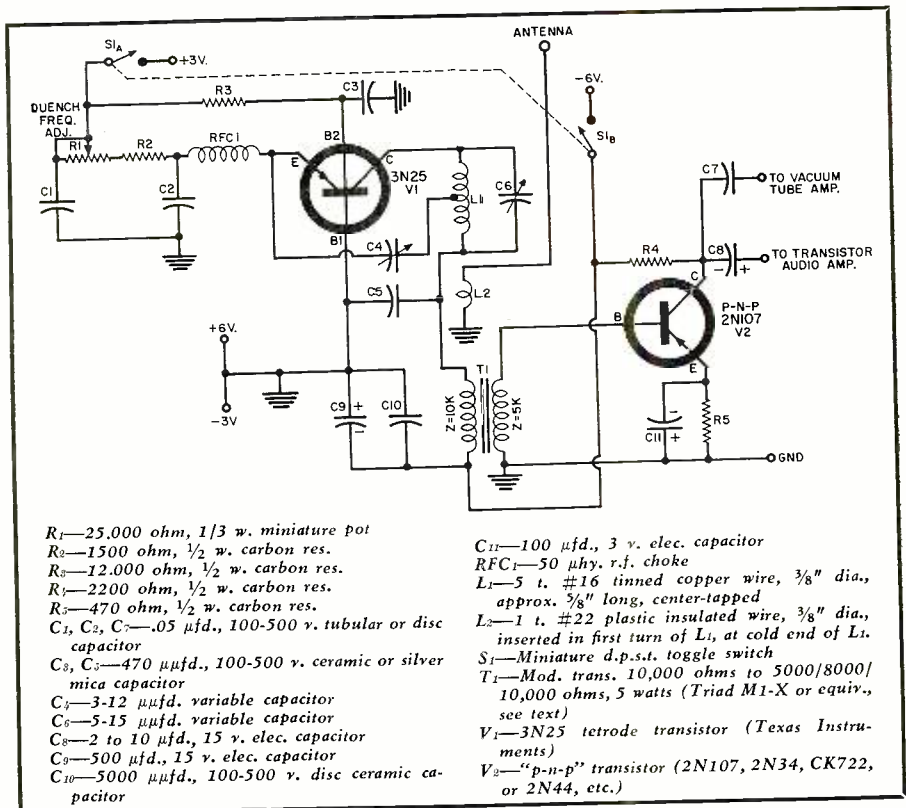 ANTENNA
S1A
+3V.
-6V.
S1B
R3
C3
QUENCH
FREQ.
ADJ.
R1
R2
RFC1
B2
E
C
3N25
V1
L1
C6
C1
C2
B1
C4
C5
L2
C7
TO VACUUM
TUBE AMP.
R4
C8
- +
TO TRANSISTOR
AUDIO AMP.
C
P-N-P
2N107
V2
B
E
+6V.
-3V
T1
Z=10K
Z=5K
C9
+
-
C10
C11
-
+
R5
GND
R1—25.000 ohm, 1/3 w. miniature pot
R2—1500 ohm, ½ w. carbon res.
R3—12.000 ohm, ½ w. carbon res.
R4—2200 ohm, ½ w. carbon res.
R5—470 ohm, ½ w. carbon res.
C1, C2, C7—.05 µfd., 100-500 v. tubular or disc
capacitor
C3, C5—470 µµfd., 100-500 v. ceramic or silver
mica capacitor
C4—3-12 µµfd. variable capacitor
C6—5-15 µµfd. variable capacitor
C8—2 to 10 µfd., 15 v. elec. capacitor
C9—500 µfd., 15 v. elec. capacitor
C10—5000 µµfd., 100-500 v. disc ceramic ca-
pacitor
C11—100 µfd., 3 v. elec. capacitor
RFC1—50 µhy. r.f. choke
L1—5 t. #16 tinned copper wire, ⅜" dia.,
approx. ⅝" long, center-tapped
L2—1 t. #22 plastic insulated wire, ⅜" dia.,
inserted in first turn of L1, at cold end of L1.
S1—Miniature d.p.s.t. toggle switch
T1—Mod. trans. 10,000 ohms to 5000/8000/
10,000 ohms, 5 watts (Triad M1-X or equiv.,
see text)
V1—3N25 tetrode transistor (Texas Instru-
ments)
V2—"p-n-p" transistor (2N107, 2N34, CK722,
or 2N44, etc.)